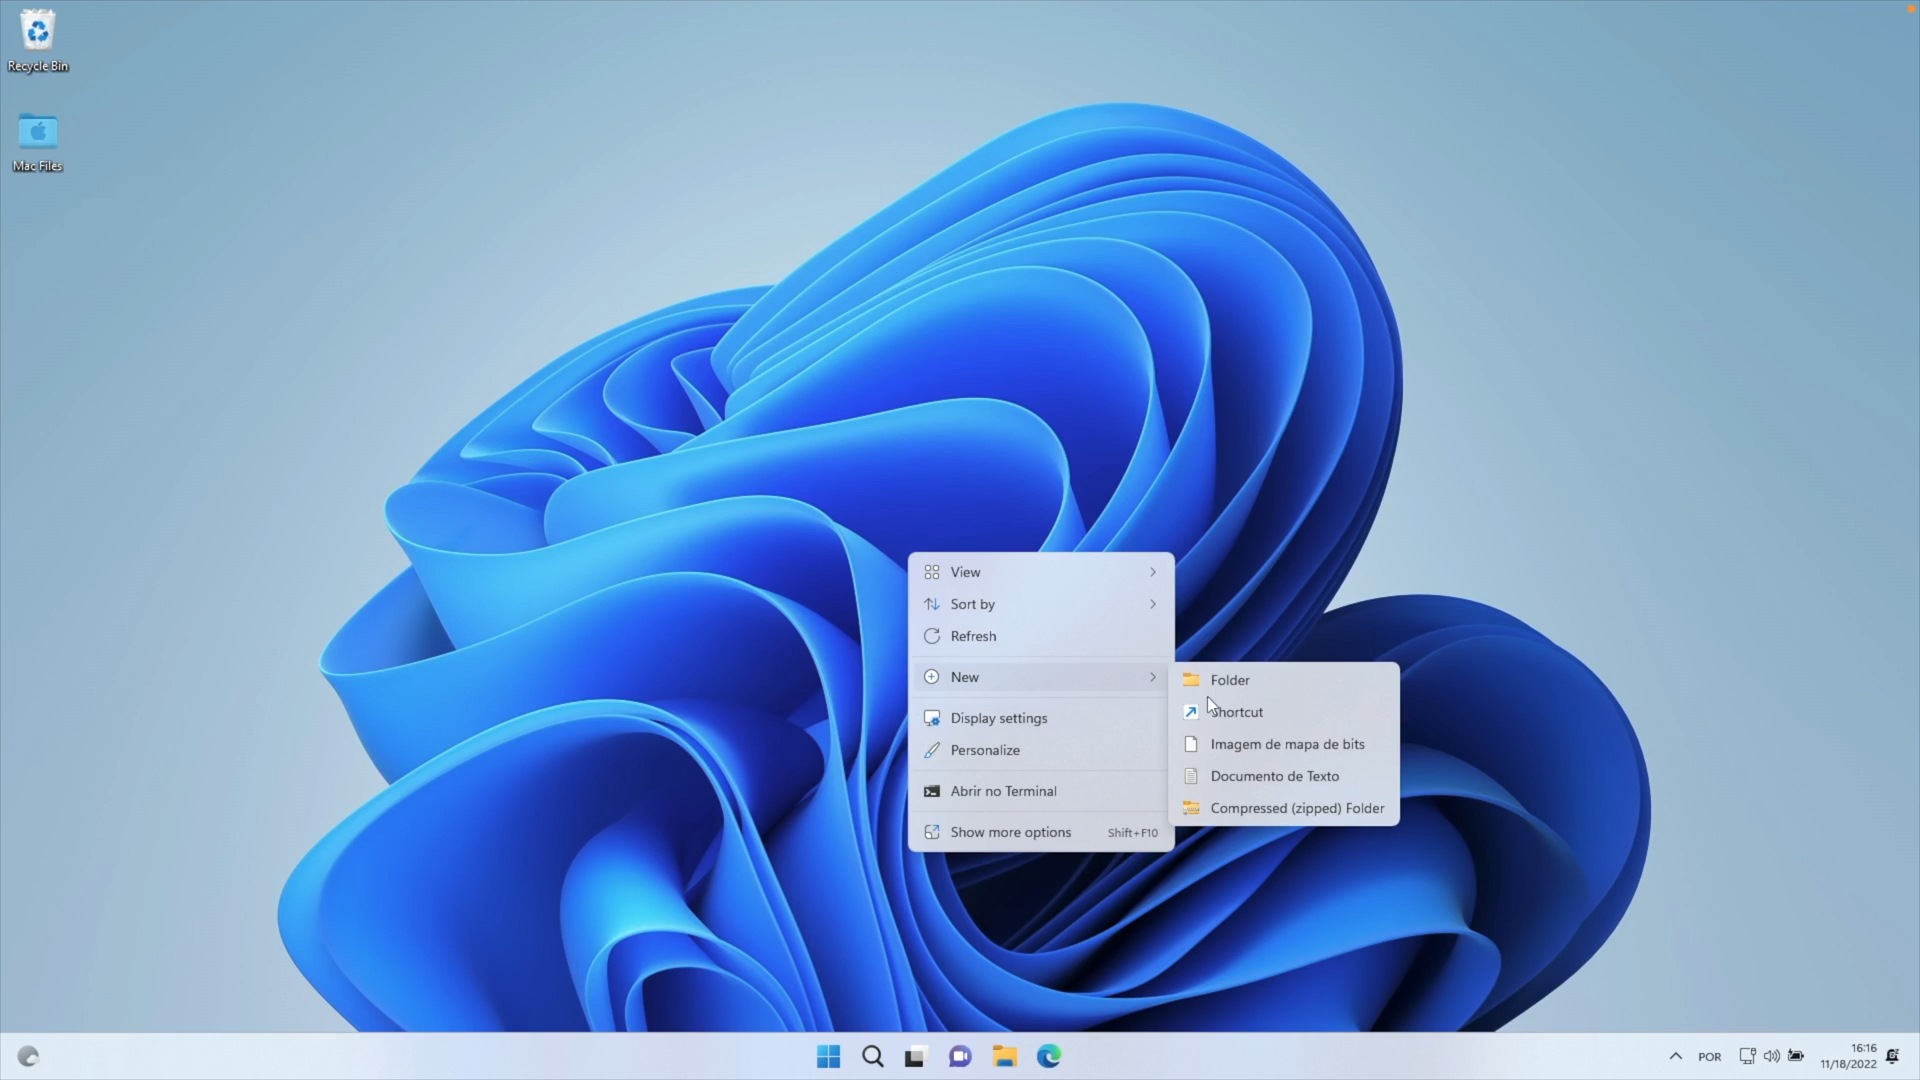 Recycle Bin
Mac Files
View
Sort by
Refresh
New
Display settings
Personalize
Abrir no Terminal
Show more options Shift+F10
Folder
Shortcut
Imagem de mapa de bits
Documento de Texto
Compressed (zipped) Folder
POR
16:16
11/18/2022